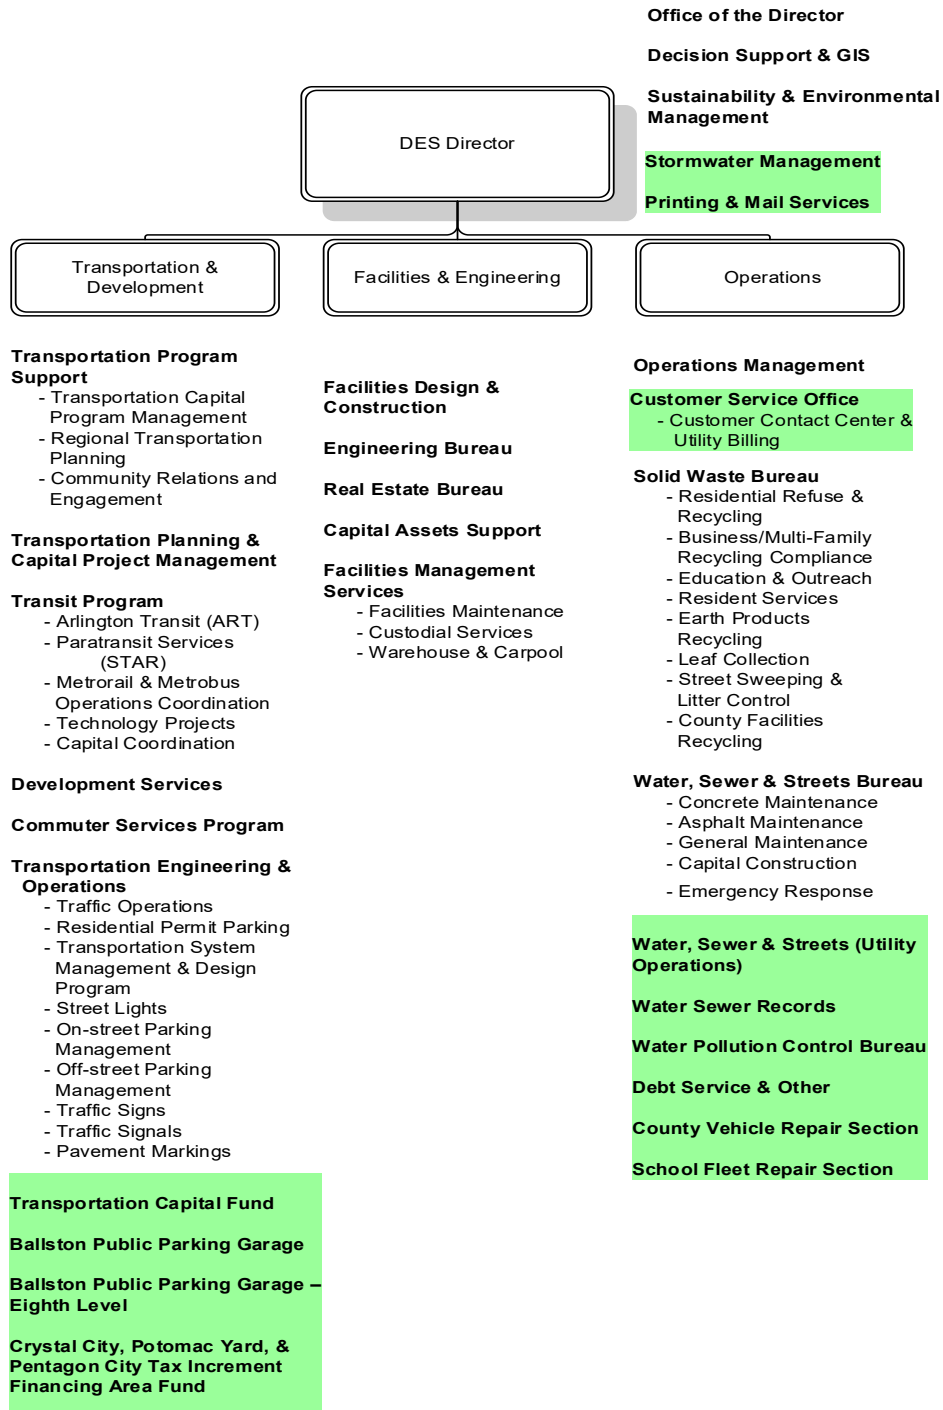 Office of the Director
Decision Support & GIS
Sustainability & Environmental
Management
Stormwater Management
Printing & Mail Services
DES Director
Transportation &
Development
Facilities & Engineering
Operations
Transportation Program
Support
- Transportation Capital
Program Management
- Regional Transportation
Planning
- Community Relations and
Engagement
Transportation Planning &
Capital Project Management
Transit Program
- Arlington Transit (ART)
- Paratransit Services
(STAR)
- Metrorail & Metrobus
Operations Coordination
- Technology Projects
- Capital Coordination
Development Services
Commuter Services Program
Transportation Engineering &
Operations
- Traffic Operations
- Residential Permit Parking
- Transportation System
Management & Design
Program
- Street Lights
- On-street Parking
Management
- Off-street Parking
Management
- Traffic Signs
- Traffic Signals
- Pavement Markings
Transportation Capital Fund
Ballston Public Parking Garage
Ballston Public Parking Garage –
Eighth Level
Crystal City, Potomac Yard, &
Pentagon City Tax Increment
Financing Area Fund
Facilities Design &
Construction
Engineering Bureau
Real Estate Bureau
Capital Assets Support
Facilities Management
Services
- Facilities Maintenance
- Custodial Services
- Warehouse & Carpool
Operations Management
Customer Service Office
- Customer Contact Center &
Utility Billing
Solid Waste Bureau
- Residential Refuse &
Recycling
- Business/Multi-Family
Recycling Compliance
- Education & Outreach
- Resident Services
- Earth Products
Recycling
- Leaf Collection
- Street Sweeping &
Litter Control
- County Facilities
Recycling
Water, Sewer & Streets Bureau
- Concrete Maintenance
- Asphalt Maintenance
- General Maintenance
- Capital Construction
- Emergency Response
Water, Sewer & Streets (Utility
Operations)
Water Sewer Records
Water Pollution Control Bureau
Debt Service & Other
County Vehicle Repair Section
School Fleet Repair Section